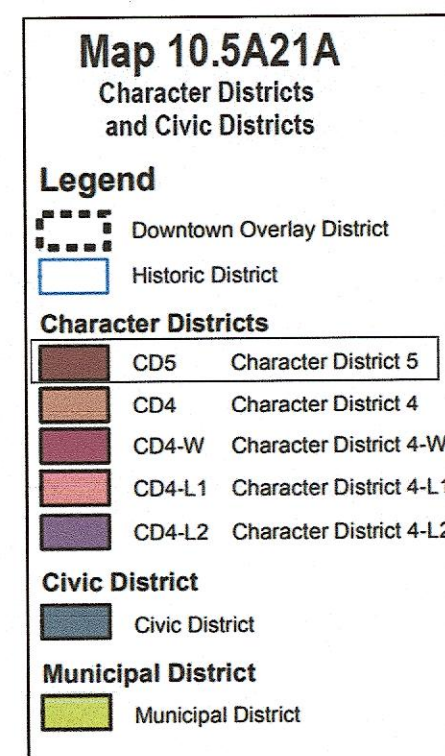 Map 10.5A21A
Character Districts
and Civic Districts
Legend
Downtown Overlay District
Historic District
Character Districts
CD5 Character District 5
CD4 Character District 4
CD4-W Character District 4-W
CD4-L1 Character District 4-L1
CD4-L2 Character District 4-L2
Civic District
Civic District
Municipal District
Municipal District